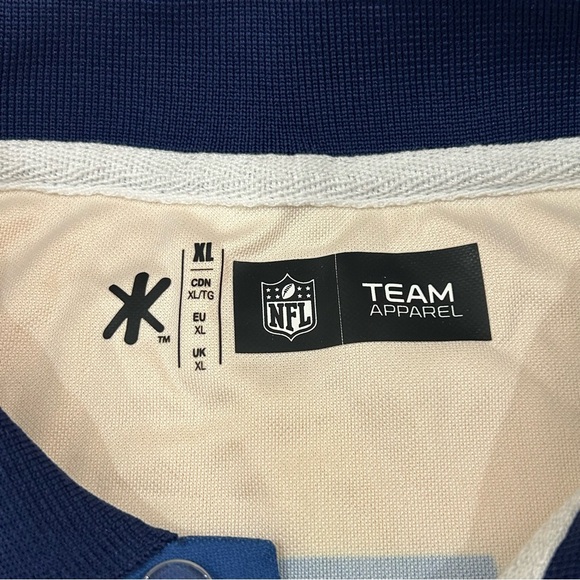 XL
CDN
XL/TG
EU
XL
UK
XL
TM
NFL
TEAM
APPAREL